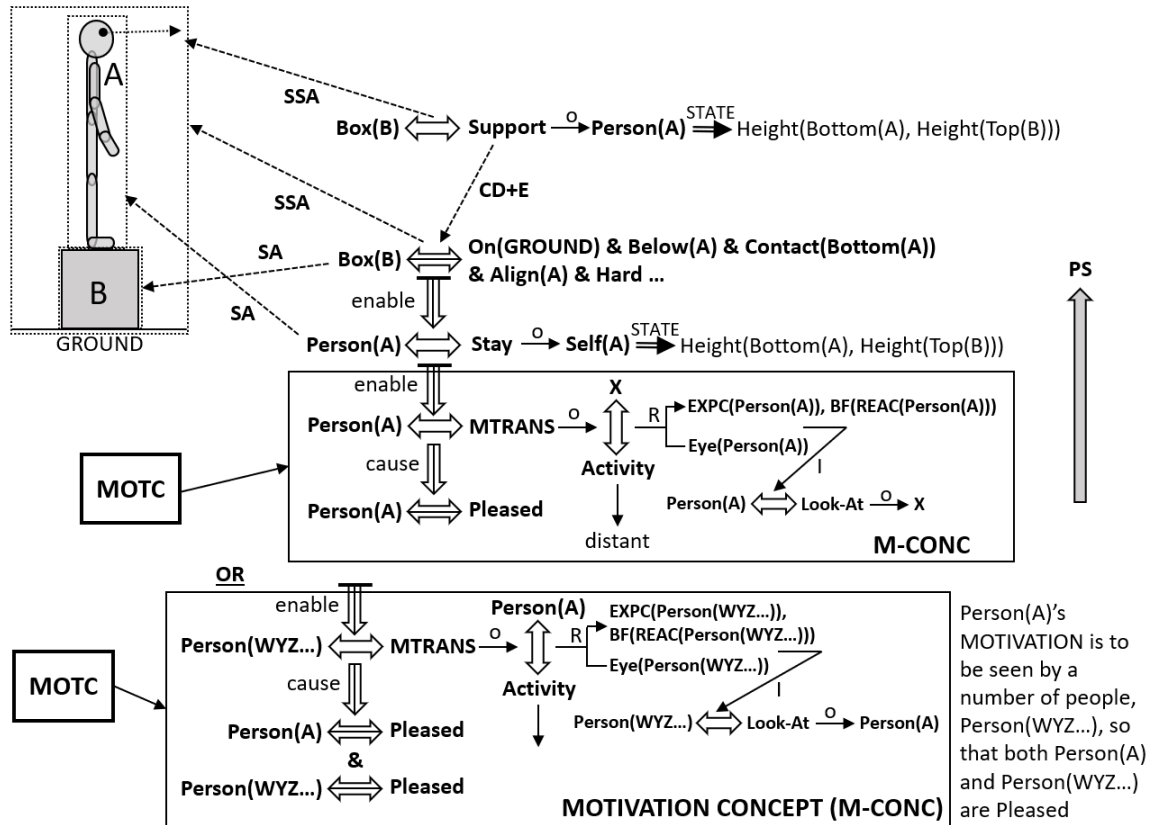 A
SSA
Box(B) Support o Person(A) STATE Height(Bottom(A), Height(Top(B)))
CD+E
SSA
SA
Box(B) On(GROUND) & Below(A) & Contact(Bottom(A))
& Align(A) & Hard ...
B
enable
PS
SA
GROUND
Person(A) Stay o Self(A) STATE Height(Bottom(A), Height(Top(B)))
enable
X
Person(A) MTRANS o R EXPC(Person(A)), BF(REAC(Person(A)))
Eye(Person(A))
cause
Activity
I
MOTC
Person(A) Look-At o X
Person(A) Pleased
distant
M-CONC
OR
enable
Person(A)
EXPC(Person(WYZ...)),
BF(REAC(Person(WYZ...)))
Person(WYZ...) MTRANS o R
Eye(Person(WYZ...))
cause
Activity
I
MOTC
Person(WYZ...) Look-At o Person(A)
Person(A) Pleased
&
Person(WYZ...) Pleased
MOTIVATION CONCEPT (M-CONC)
Person(A)'s
MOTIVATION is to
be seen by a
number of people,
Person(WYZ...), so
that both Person(A)
and Person(WYZ...)
are Pleased